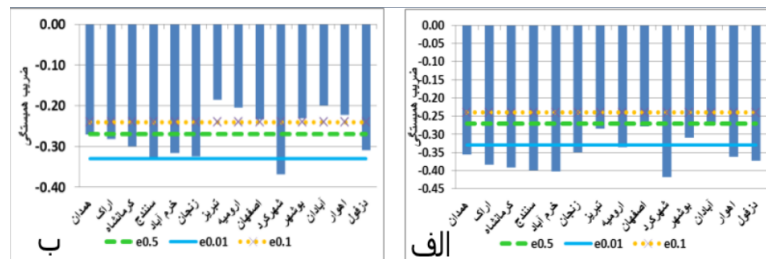 0.00
-0.10
-0.20
-0.30
-0.40
ضریب همبستگی
همدان
اراک
کرمانشاه
سنندج
خرم آباد
زنجان
تبریز
ارومیه
اصفهان
شهرکرد
بوشهر
آبادان
اهواز
دزفول
e0.5 e0.01 e0.1
ب
0.00
-0.05
-0.10
-0.15
-0.20
-0.25
-0.30
-0.35
-0.40
-0.45
ضریب همبستگی
همدان
اراک
کرمانشاه
سنندج
خرم آباد
زنجان
تبریز
ارومیه
اصفهان
شهرکرد
بوشهر
آبادان
اهواز
دزفول
e0.5 e0.01 e0.1
الف